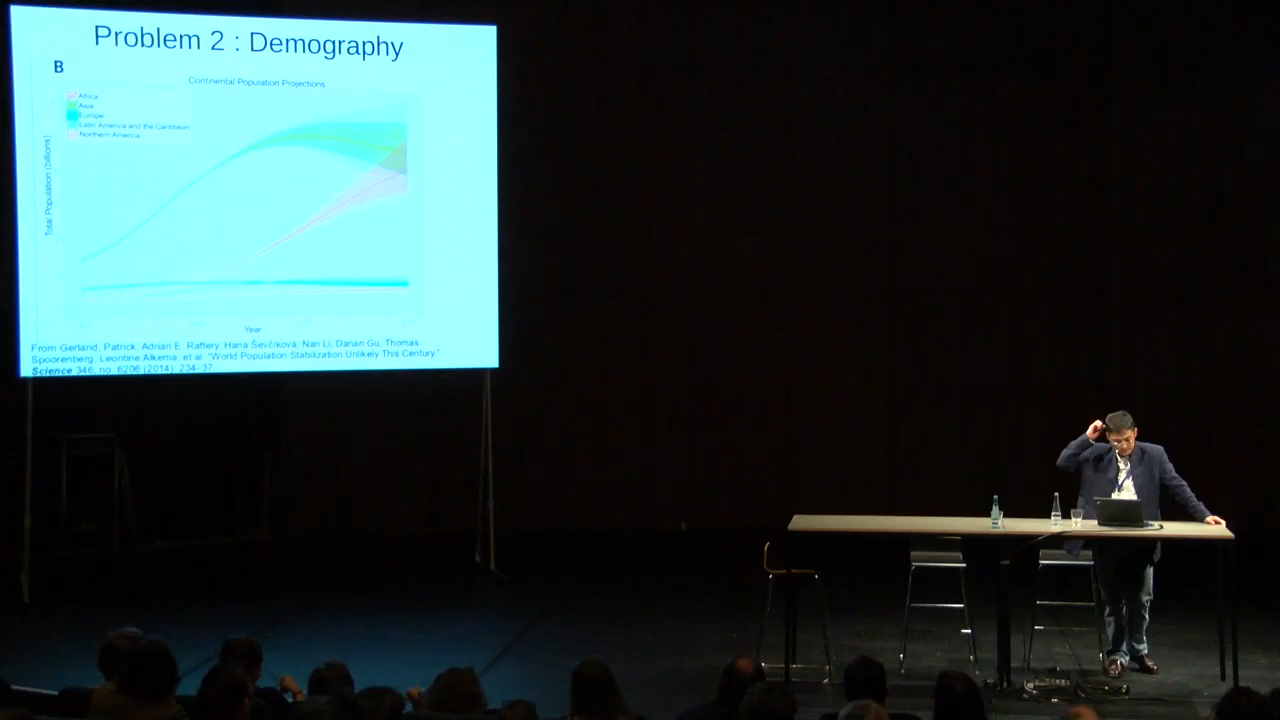 Problem 2 : Demography
B
Continental Population Projections
Africa
Asia
Europe
Latin America and the Caribbean
Northern America
Total Population (billions)
Year
From Gerland, Patrick, Adrian E. Raftery, Hana Ševčíková, Nan Li, Danan Gu, Thomas
Spoorenberg, Leontine Alkema, et al. “World Population Stabilization Unlikely This Century.”
Science 346, no. 6206 (2014): 234–37.